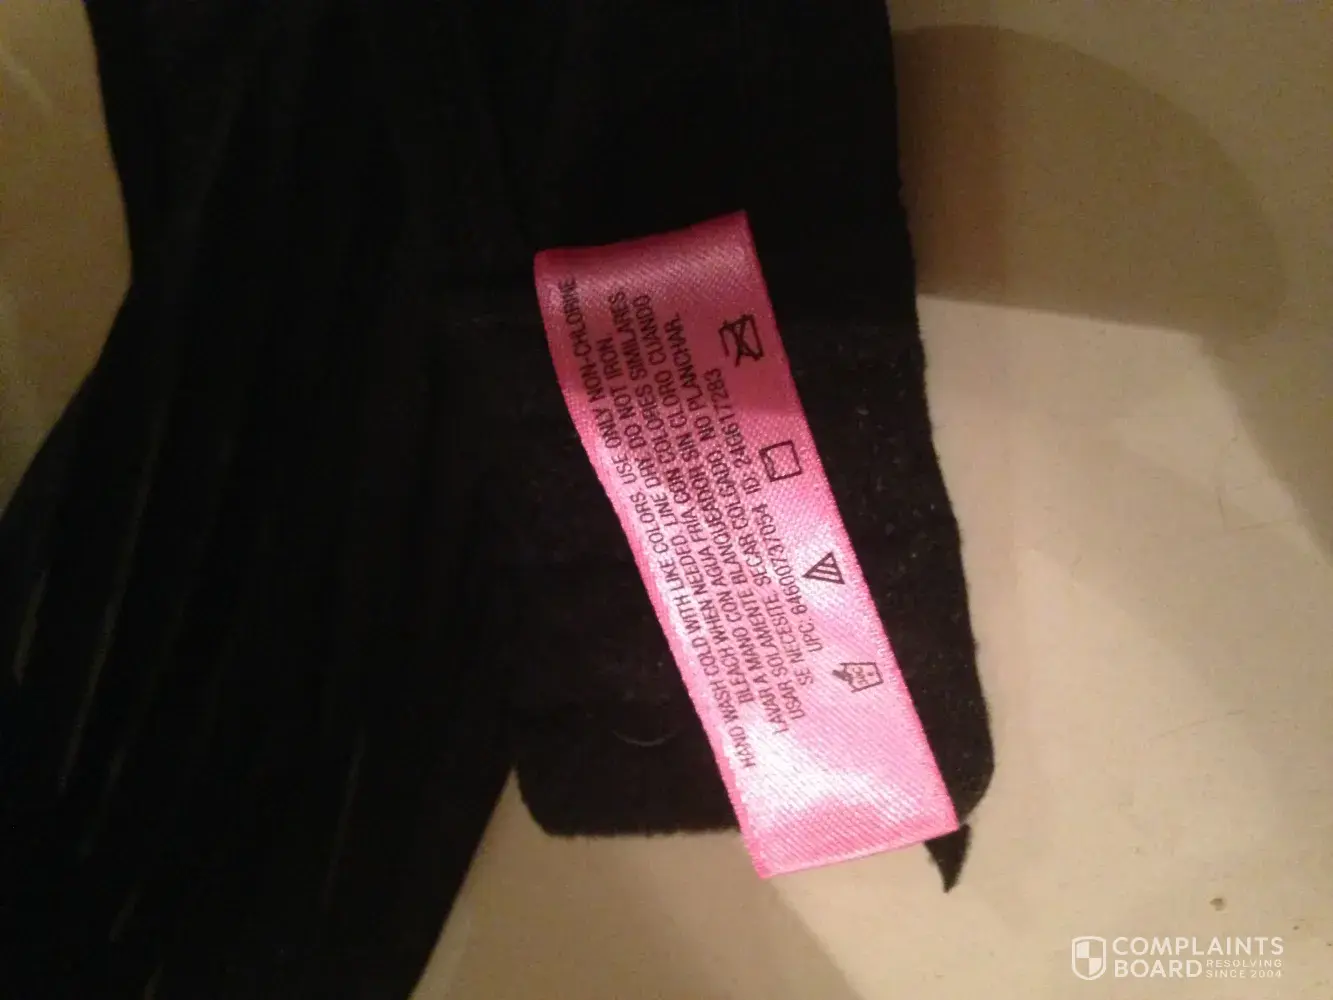 HAND WASH COLD WITH LIKE COLORS. USE ONLY NON-CHLORINE
BLEACH WHEN NEEDED. LINE DRY. DO NOT IRON
LAVAR A MANO CON AGUA FRIA CON COLORES SIMILARES
USAR SOLAMENTE BLANQUEADOR SIN CLORO CUANDO
SE NECESITE SECAR COLGADO NO PLANCHAR.
UPC: 64600737054 ID 24G617283
COMPLAINTS
BOARD RESOLVING
SINCE 2004